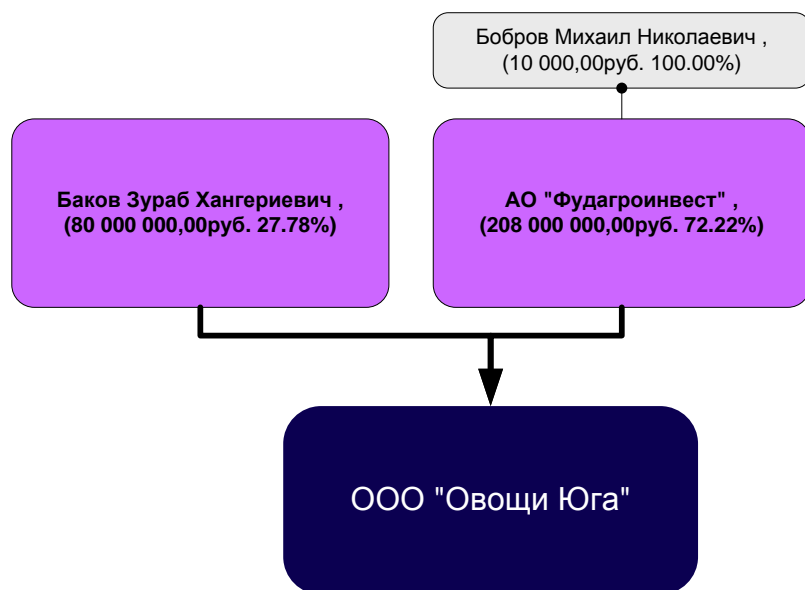 Бобров Михаил Николаевич ,
(10 000,00руб. 100.00%)
Баков Зураб Хангериевич ,
(80 000 000,00руб. 27.78%)
АО "Фудагроинвест" ,
(208 000 000,00руб. 72.22%)
ООО "Овощи Юга"